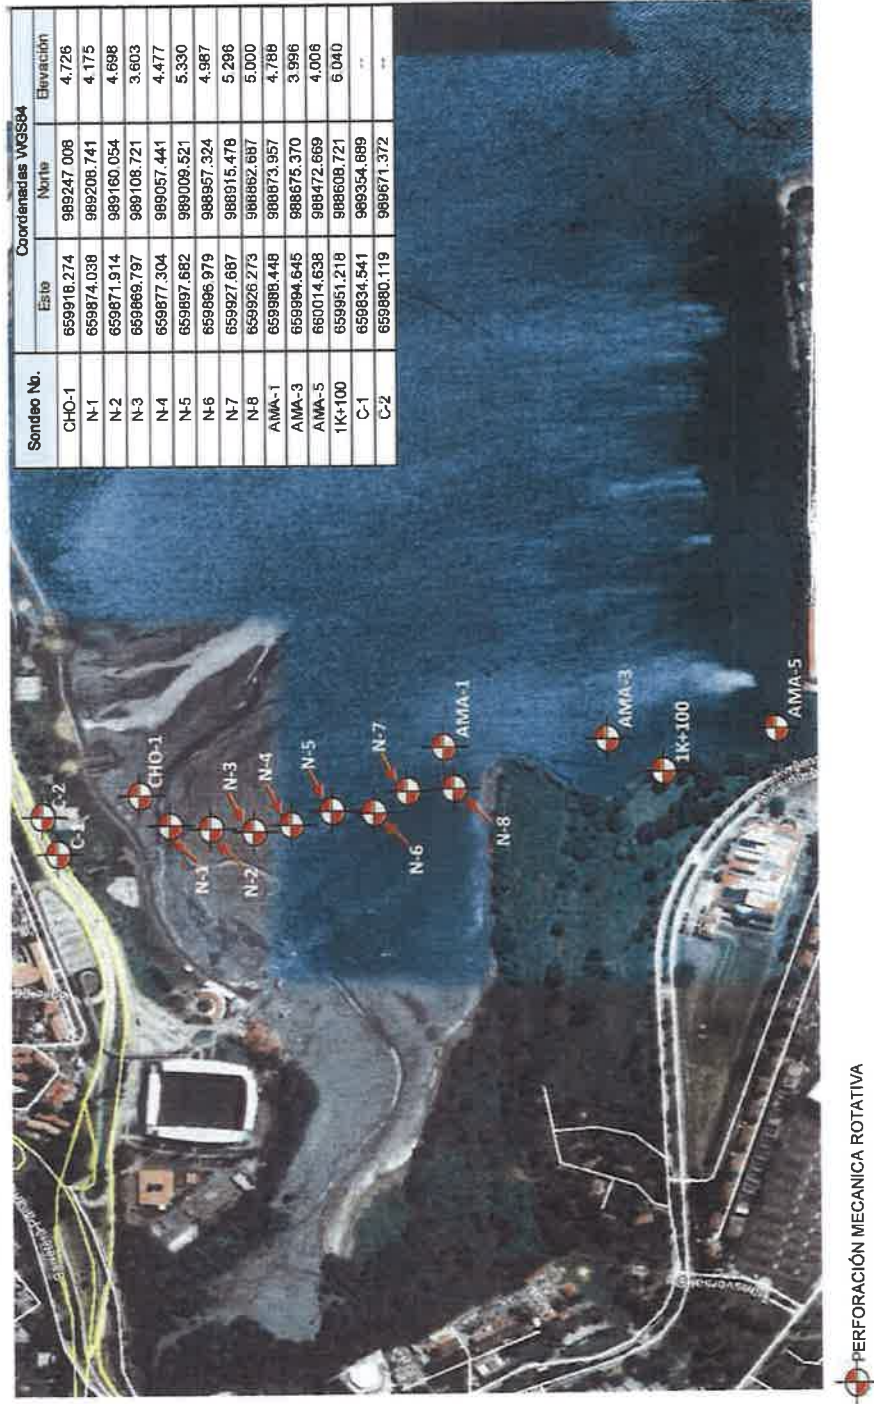 Coordenadas WGS84
Sondeo No. Este Norte Elevación
CHO-1 659918.274 989247.008 4.726
N-1 659874.038 989208.741 4.175
N-2 659871.914 989160.054 4.698
N-3 659869.797 989108.721 3.603
N-4 659877.304 989057.441 4.477
N-5 659897.682 989009.521 5.330
N-6 659896.979 988957.324 4.987
N-7 659927.687 988915.478 5.296
N-8 659926.273 988862.687 5.000
AMA-1 659988.448 988873.957 4.788
AMA-3 659994.645 988675.370 3.996
AMA-5 660014.638 988472.669 4.006
1K+100 659951.218 988608.721 6.040
C-1 659834.541 989354.889 --
C-2 659880.119 989671.372 --
C-2
C-1
CHO-1
N-1
N-2
N-3
N-4
N-5
N-6
N-7
N-8
AMA-1
AMA-3
1K+100
AMA-5
PERFORACIÓN MECANICA ROTATIVA